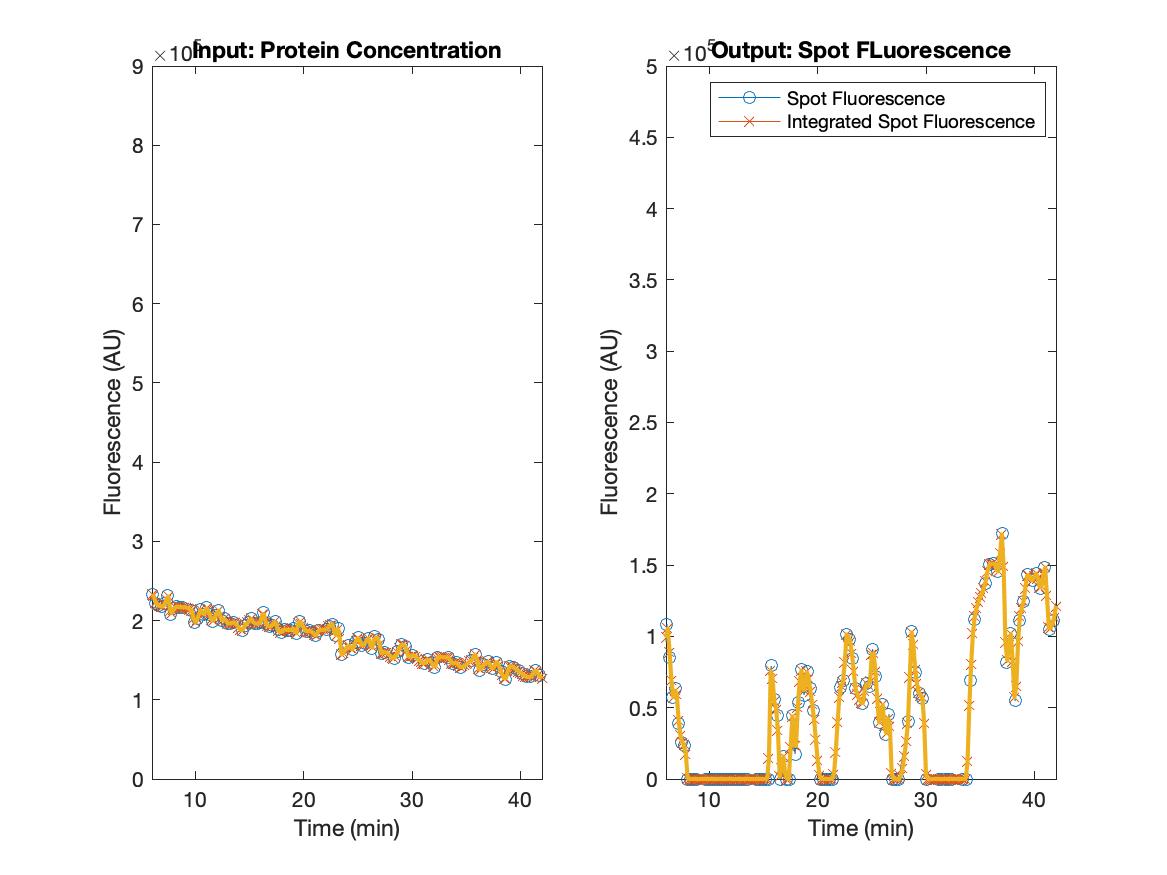 ×10⁵
Input: Protein Concentration
9
8
7
6
5
4
3
2
1
0
Fluorescence (AU)
10 20 30 40
Time (min)
×10⁵
Output: Spot FLuorescence
Spot Fluorescence
Integrated Spot Fluorescence
5
4.5
4
3.5
3
2.5
2
1.5
1
0.5
0
Fluorescence (AU)
10 20 30 40
Time (min)